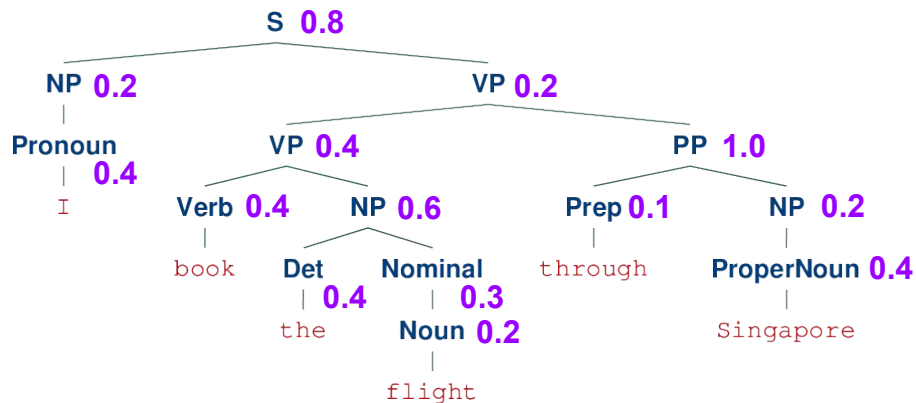 S 0.8
NP 0.2 VP 0.2
Pronoun VP 0.4 PP 1.0
0.4
I Verb 0.4 NP 0.6 Prep 0.1 NP 0.2
book Det Nominal through ProperNoun 0.4
0.4 0.3
the Noun 0.2 Singapore
flight